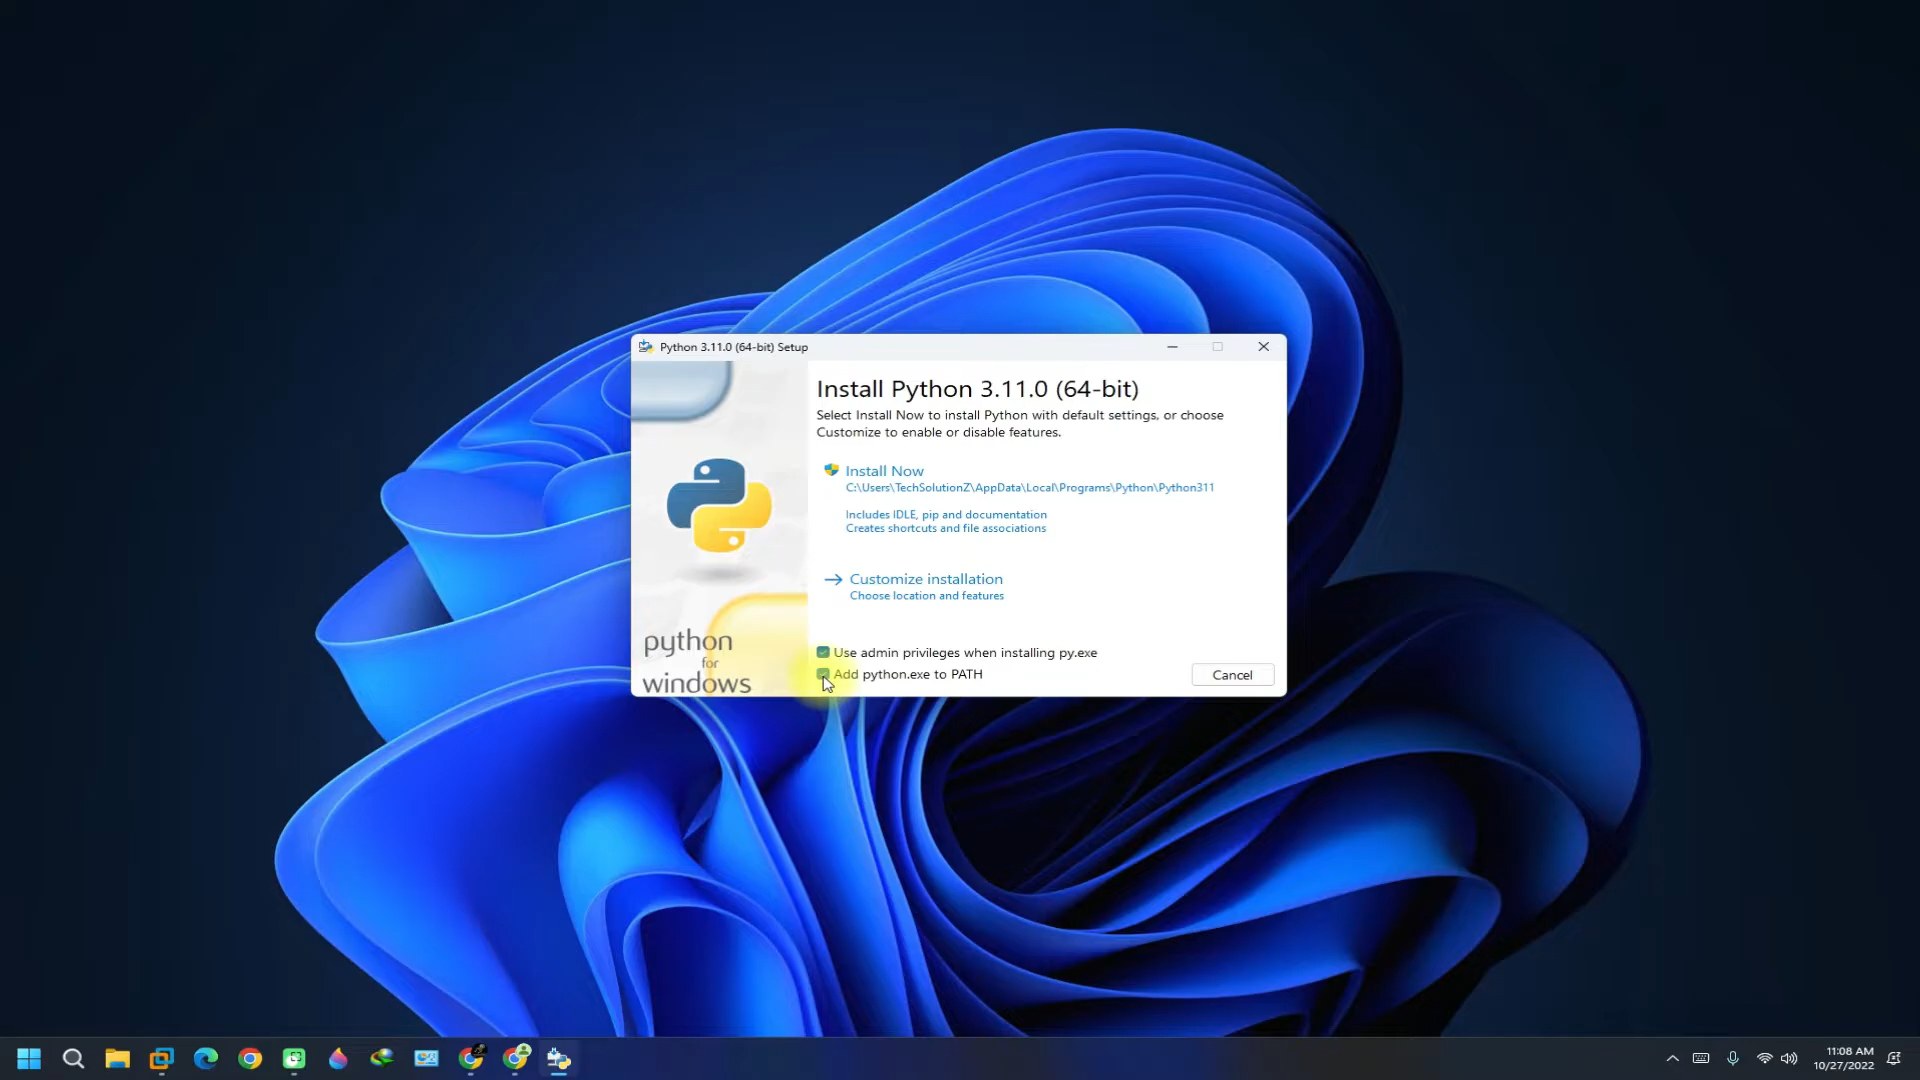 Python 3.11.0 (64-bit) Setup
Install Python 3.11.0 (64-bit)
Select Install Now to install Python with default settings, or choose
Customize to enable or disable features.
Install Now
C:\Users\TechSolutionZ\AppData\Local\Programs\Python\Python311
Includes IDLE, pip and documentation
Creates shortcuts and file associations
Customize installation
Choose location and features
python
for
windows
Use admin privileges when installing py.exe
Add python.exe to PATH
Cancel
11:08 AM
10/27/2022